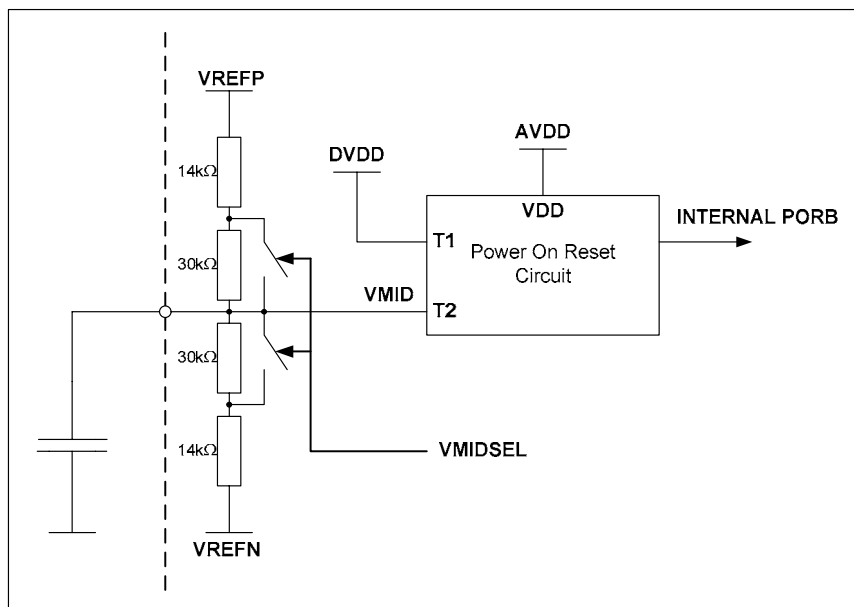 VREFP
14kΩ
30kΩ
30kΩ
14kΩ
VREFN
VMID
VMIDSEL
DVDD
AVDD
VDD
T1
Power On Reset
Circuit
T2
INTERNAL PORB